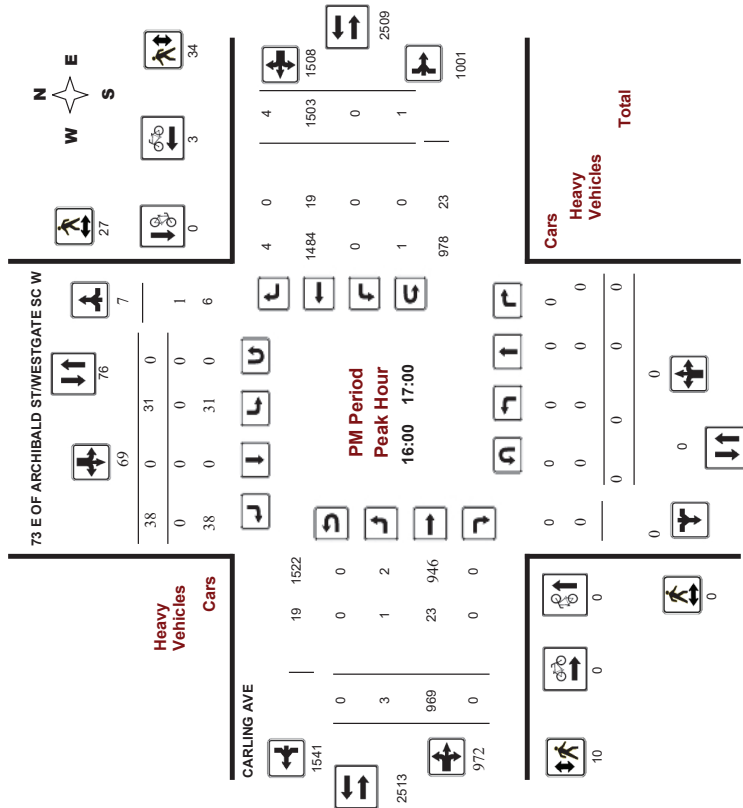 73 E OF ARCHIBALD ST/WESTGATE SC W
N
W E
S
27
34
0
3
69
76
7
38 0 31 0
0 0 0 0 1
38 0 31 0 6
Heavy
Vehicles
Cars
1508
2509
1001
4 0 4
1484 19 1503
0 0 0
1 0 1
978 23
CARLING AVE
1541
2513
972
1522 19
0 0 0
2 1 3
946 23 969
0 0 0
PM Period
Peak Hour
16:00 17:00
Cars
Heavy
Vehicles
Total
0 0 0 0 0
0 0 0 0 0
0 0 0 0
0
0
0
10
0
0
0